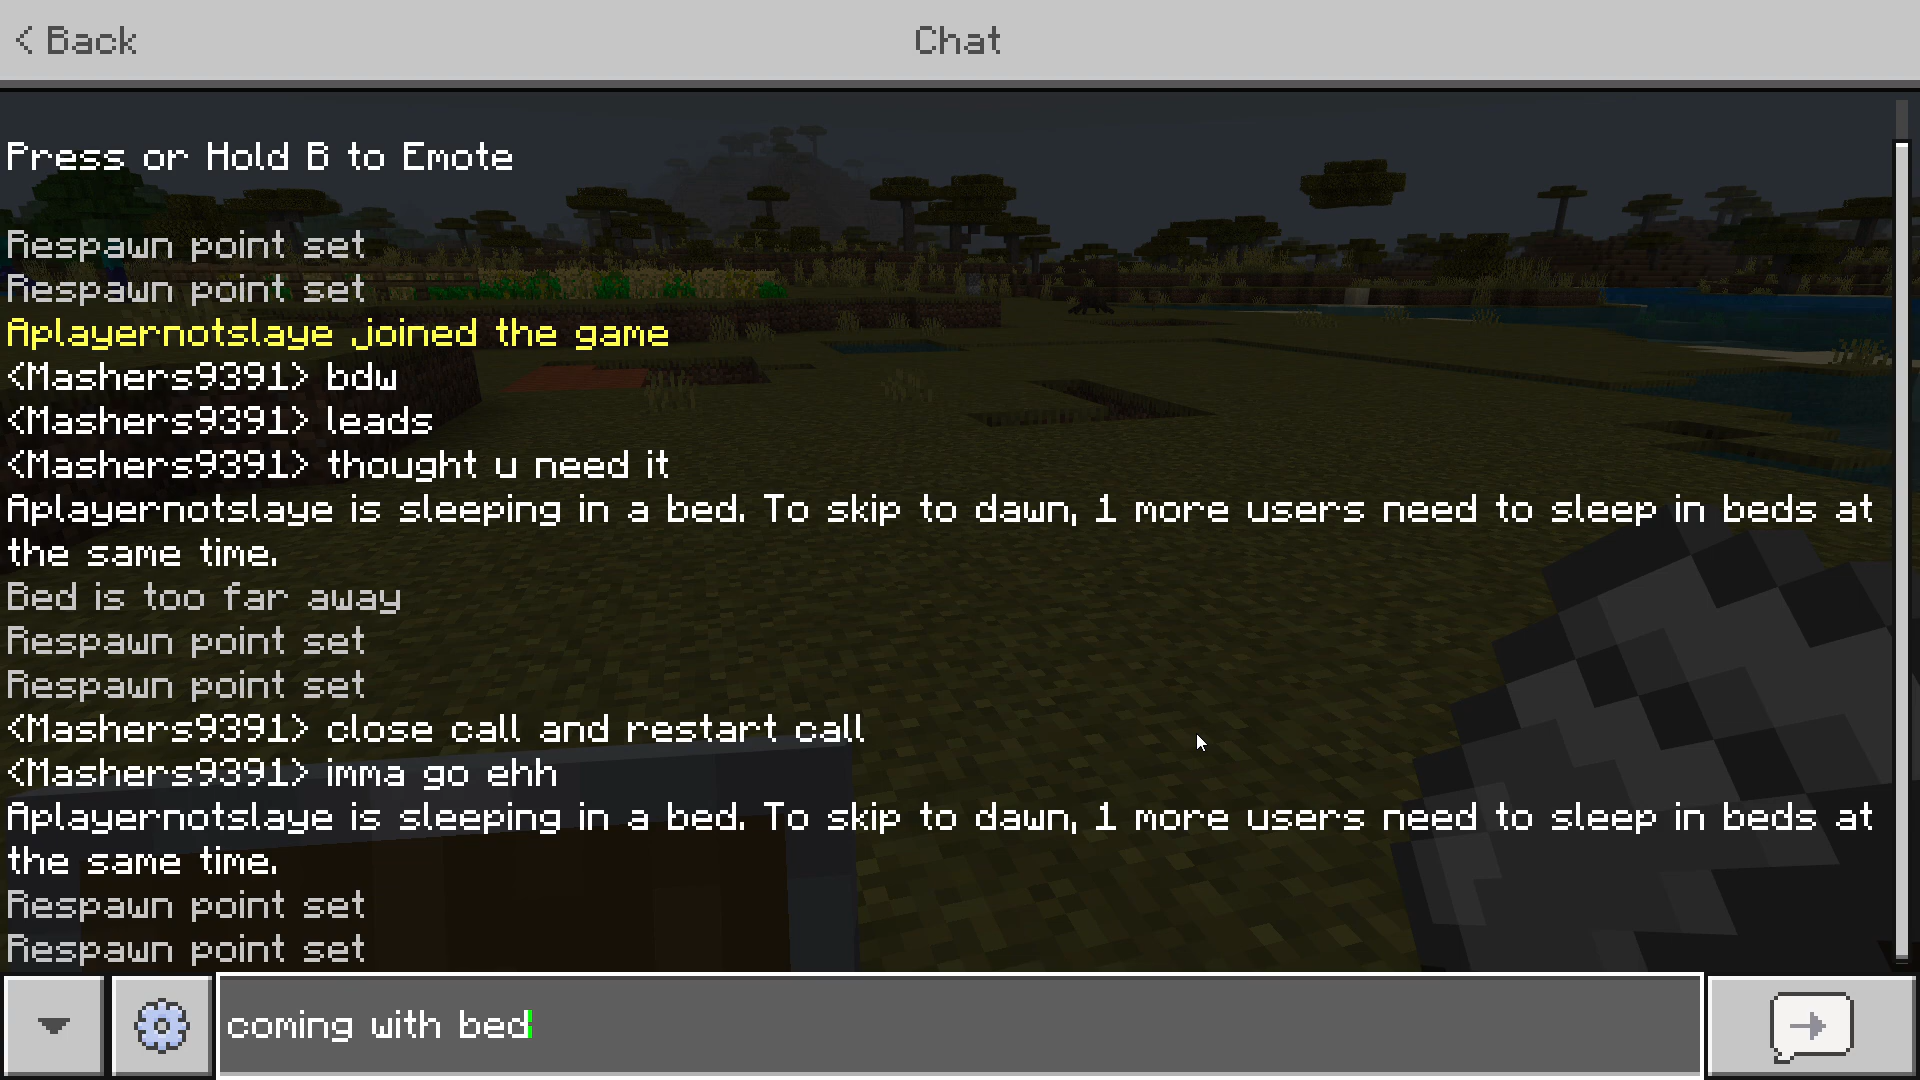 < Back
Chat
Press or Hold B to Emote
Respawn point set
Respawn point set
Aplayernotslaye joined the game
<Mashers9391> bdw
<Mashers9391> leads
<Mashers9391> thought u need it
Aplayernotslaye is sleeping in a bed. To skip to dawn, 1 more users need to sleep in beds at
the same time.
Bed is too far away
Respawn point set
Respawn point set
<Mashers9391> close call and restart call
<Mashers9391> imma go ehh
Aplayernotslaye is sleeping in a bed. To skip to dawn, 1 more users need to sleep in beds at
the same time.
Respawn point set
Respawn point set
coming with bed